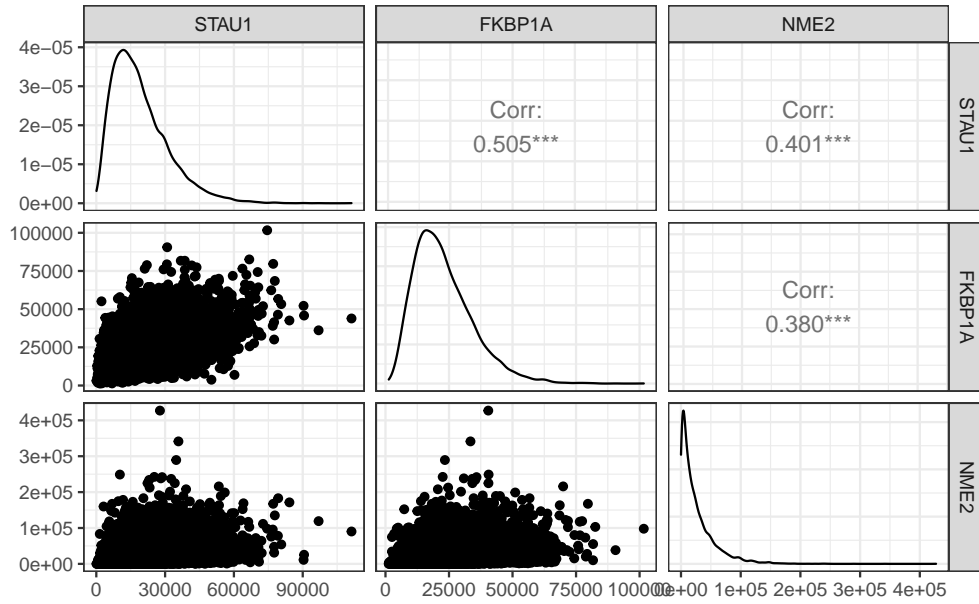 STAU1 FKBP1A NME2
4e−05
3e−05
2e−05
1e−05
0e+00
Corr:
0.505***
Corr:
0.401***
STAU1
100000
75000
50000
25000
0
Corr:
0.380***
FKBP1A
4e+05
3e+05
2e+05
1e+05
0e+00
NME2
0 30000 60000 90000 0 25000 50000 75000 100000 0e+00 1e+05 2e+05 3e+05 4e+05